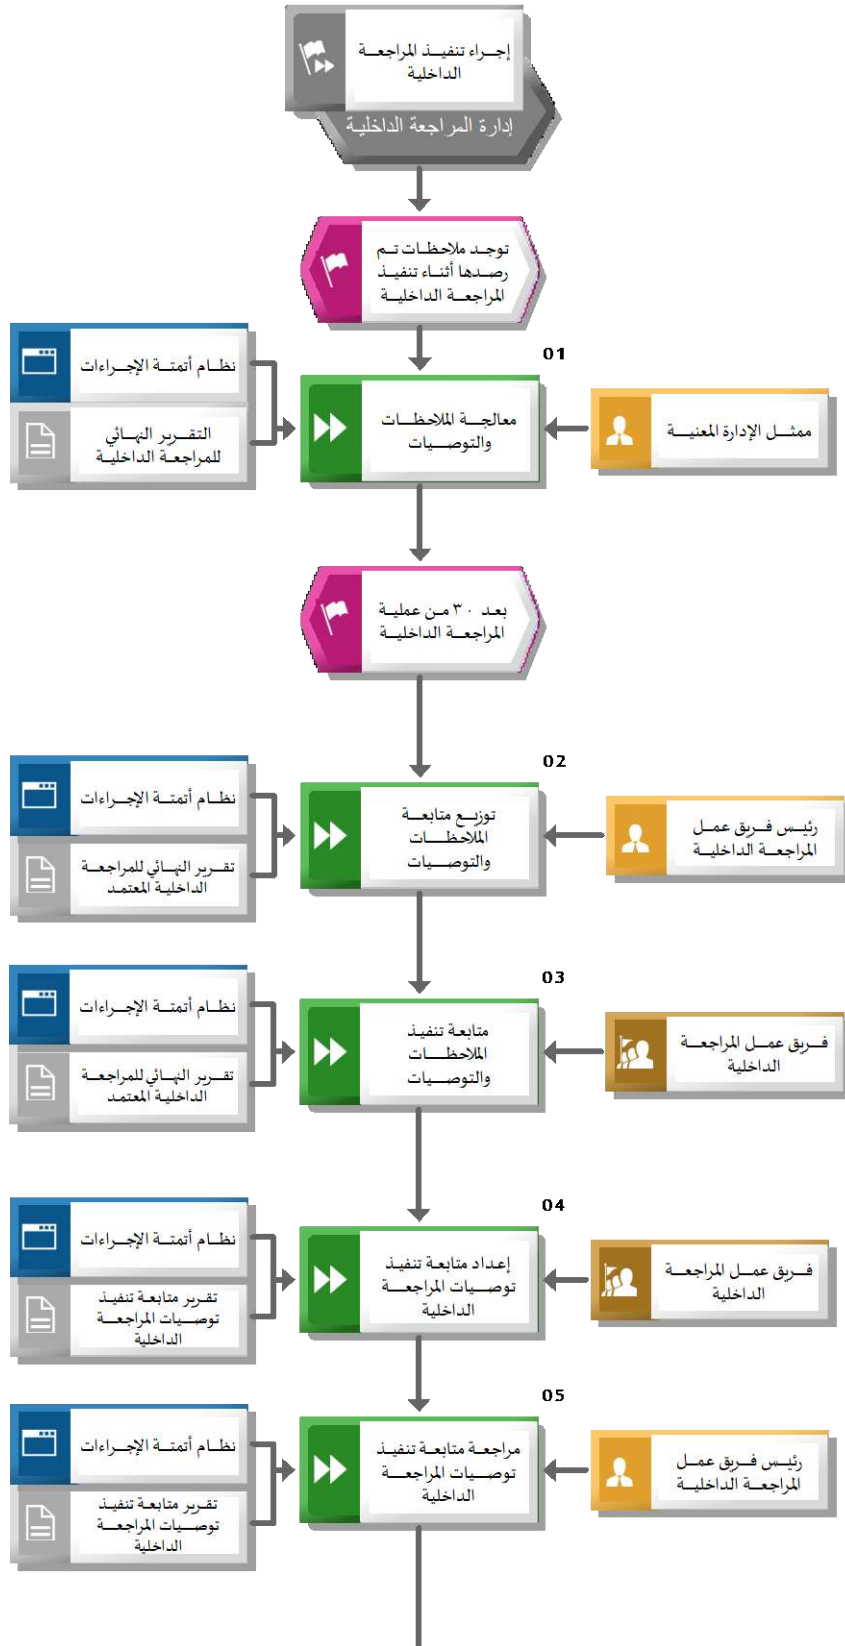 إجراء تنفيذ المراجعة
الداخلية
إدارة المراجعة الداخلية
توجد ملاحظات تم
رصدها أثناء تنفيذ
المراجعة الداخلية
01
معالجة الملاحظات
والتوصيات
ممثل الإدارة المعنية
نظام أتمتة الإجراءات
التقرير النهائي
للمراجعة الداخلية
بعد ٣٠ من عملية
المراجعة الداخلية
02
رئيس فريق عمل
المراجعة الداخلية
توزيع متابعة
الملاحظات
والتوصيات
نظام أتمتة الإجراءات
تقرير النهائي للمراجعة
الداخلية المعتمد
03
فريق عمل المراجعة
الداخلية
متابعة تنفيذ
الملاحظات
والتوصيات
نظام أتمتة الإجراءات
تقرير النهائي للمراجعة
الداخلية المعتمد
04
فريق عمل المراجعة
الداخلية
إعداد متابعة تنفيذ
توصيات المراجعة
الداخلية
نظام أتمتة الإجراءات
تقرير متابعة تنفيذ
توصيات المراجعة
الداخلية
05
رئيس فريق عمل
المراجعة الداخلية
مراجعة متابعة تنفيذ
توصيات المراجعة
الداخلية
نظام أتمتة الإجراءات
تقرير متابعة تنفيذ
توصيات المراجعة
الداخلية